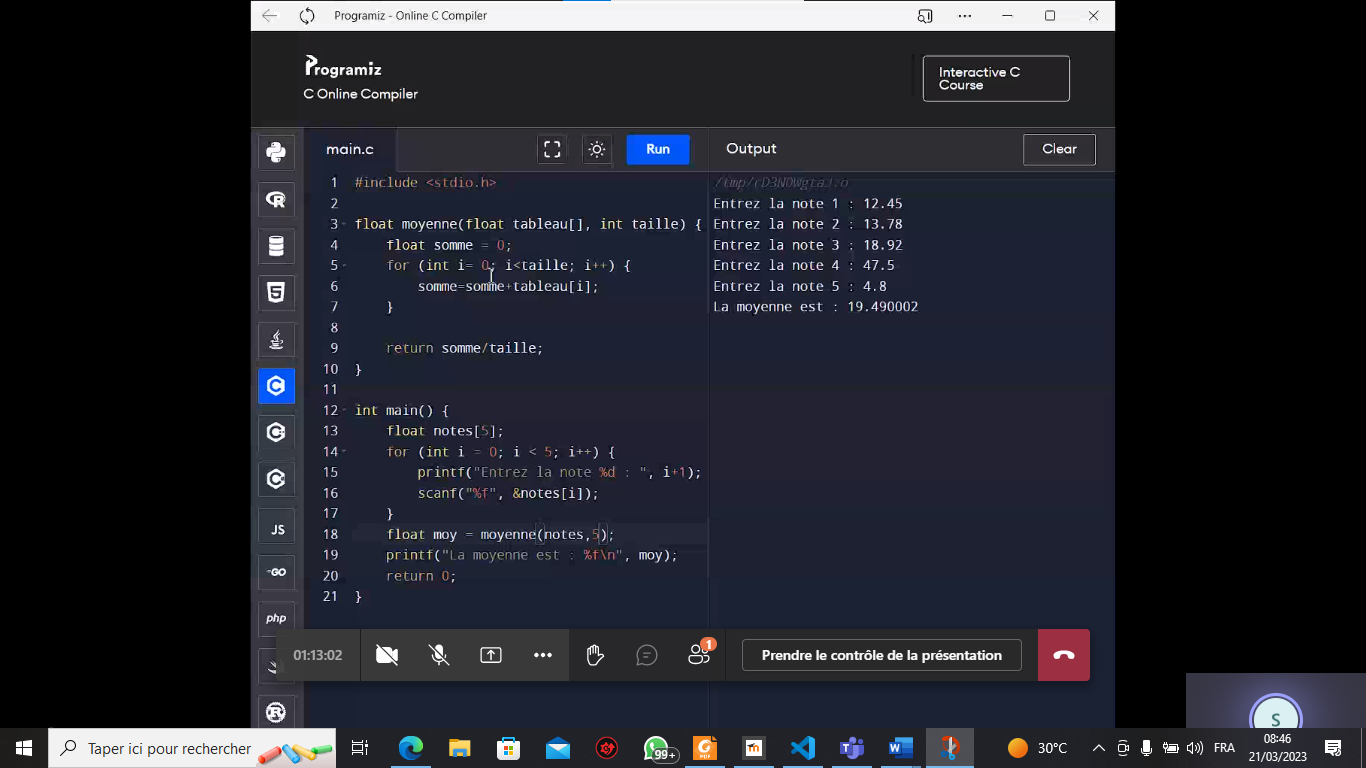 Programiz - Online C Compiler
Programiz
C Online Compiler
Interactive C
Course
main.c
Run
Output
Clear
1 #include <stdio.h>
2
3 float moyenne(float tableau[], int taille) {
4 float somme = 0;
5 for (int i= 0; i<taille; i++) {
6 somme=somme+tableau[i];
7 }
8
9 return somme/taille;
10 }
11
12 int main() {
13 float notes[5];
14 for (int i = 0; i < 5; i++) {
15 printf("Entrez la note %d : ", i+1);
16 scanf("%f", &notes[i]);
17 }
18 float moy = moyenne(notes,5);
19 printf("La moyenne est : %f\n", moy);
20 return 0;
21 }
Entrez la note 1 : 12.45
Entrez la note 2 : 13.78
Entrez la note 3 : 18.92
Entrez la note 4 : 47.5
Entrez la note 5 : 4.8
La moyenne est : 19.490002
JS
GO
php
01:13:02
1
Prendre le contrôle de la présentation
S
Taper ici pour rechercher
99+
30°C
FRA
08:46
21/03/2023